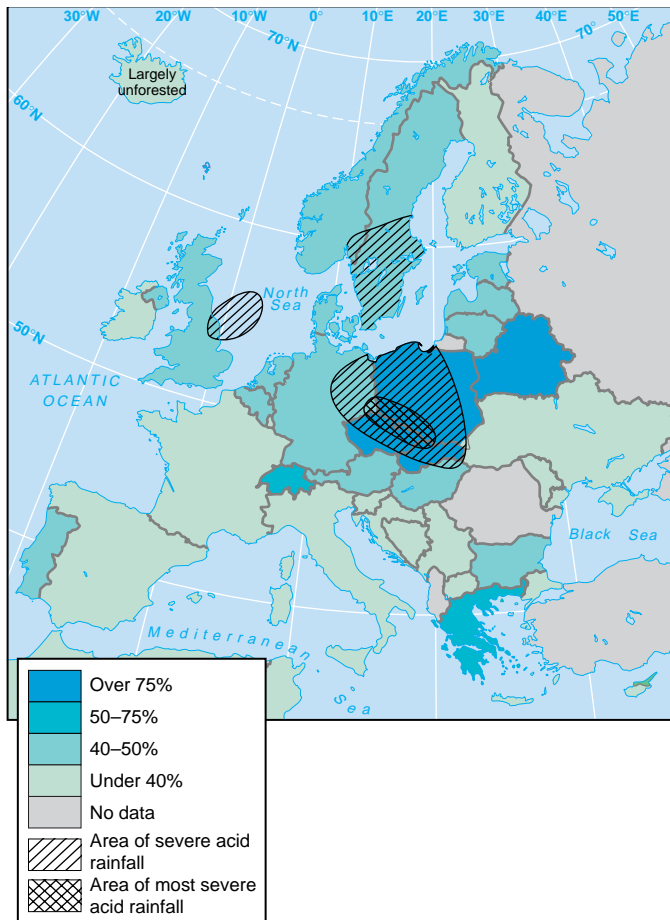 30°W
20°W
10°W
70°N
0°
10°E
20°E
30°E
70°
50°E
60°N
Largely
unforested
North
Sea
50°N
ATLANTIC
OCEAN
Black Sea
Mediterranean
Sea
Over 75%
50–75%
40–50%
Under 40%
No data
Area of severe acid
rainfall
Area of most severe
acid rainfall